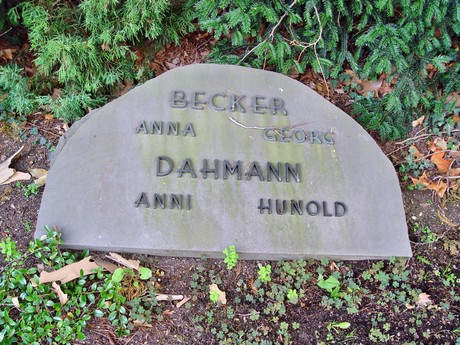 BECKER
ANNA GEORG
DAHMANN
ANNI HUNOLD